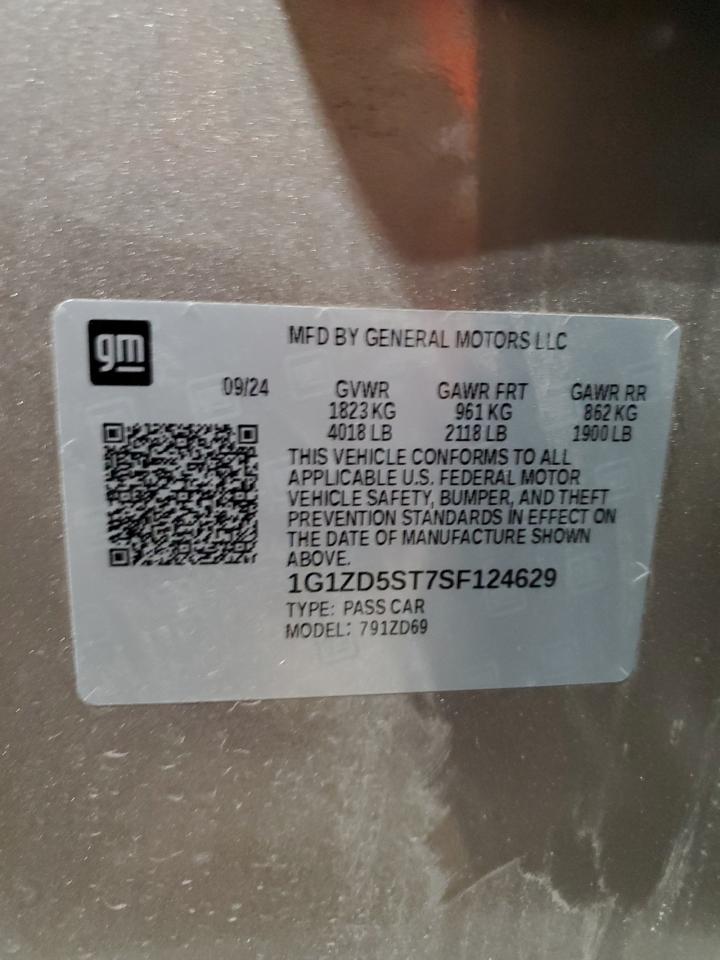 gm
MFD BY GENERAL MOTORS LLC
09/24 GVWR GAWR FRT GAWR RR
1823 KG 961 KG 862 KG
4018 LB 2118 LB 1900 LB
THIS VEHICLE CONFORMS TO ALL
APPLICABLE U.S. FEDERAL MOTOR
VEHICLE SAFETY, BUMPER, AND THEFT
PREVENTION STANDARDS IN EFFECT ON
THE DATE OF MANUFACTURE SHOWN
ABOVE.
1G1ZD5ST7SF124629
TYPE: PASS CAR
MODEL: 791ZD69